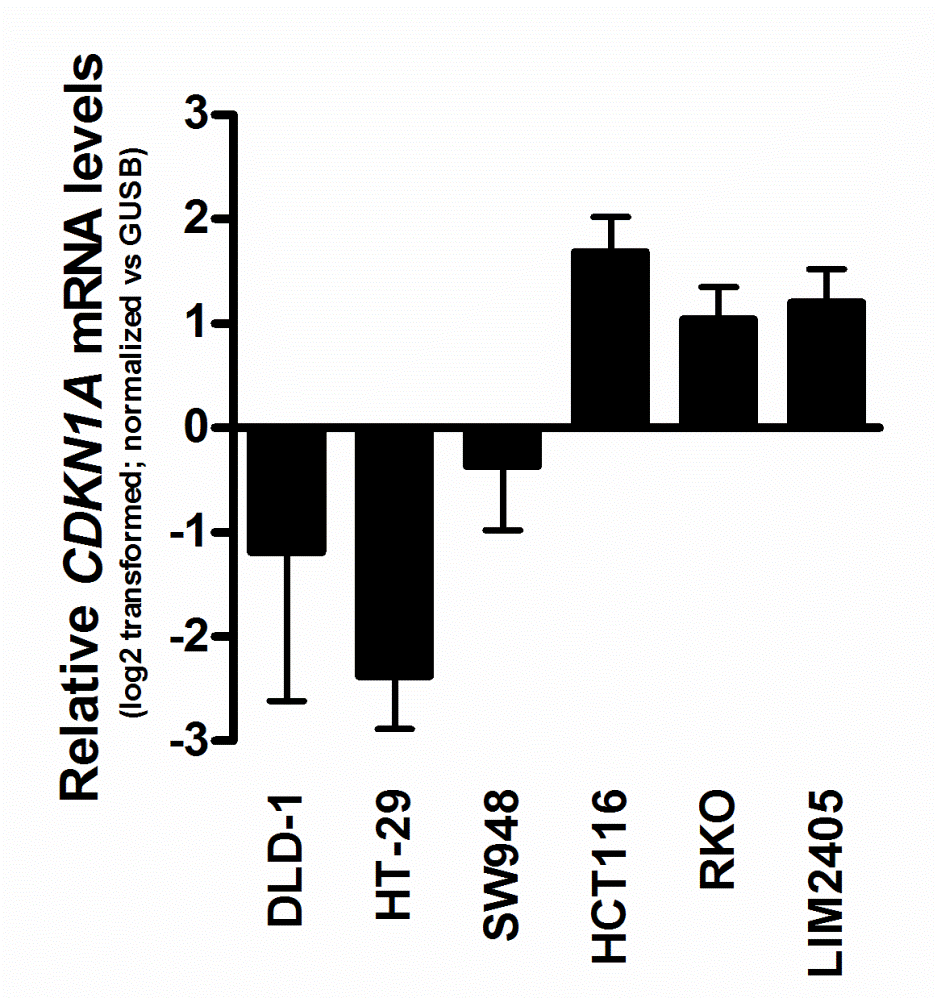 Relative CDKN1A mRNA levels
(log2 transformed; normalized vs GUSB)
3
2
1
0
-1
-2
-3
DLD-1
HT-29
SW948
HCT116
RKO
LIM2405